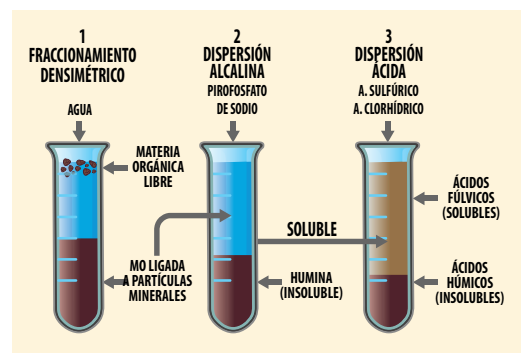 1
FRACCIONAMIENTO
DENSIMÉTRICO
AGUA
MATERIA
ORGÁNICA
LIBRE
MO LIGADA
A PARTÍCULAS
MINERALES
2
DISPERSIÓN
ALCALINA
PIROFOSFATO
DE SODIO
SOLUBLE
HUMINA
(INSOLUBLE)
3
DISPERSIÓN
ÁCIDA
A. SULFÚRICO
A. CLORHÍDRICO
ÁCIDOS
FÚLVICOS
(SOLUBLES)
ÁCIDOS
HÚMICOS
(INSOLUBLES)